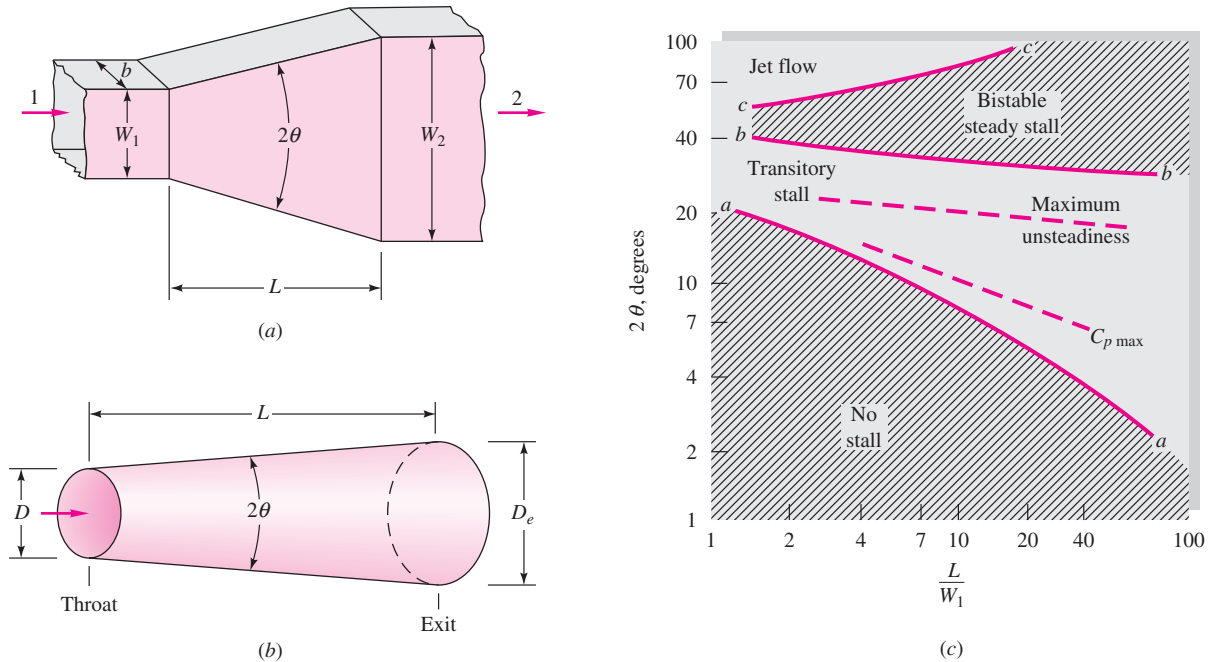 b
1
W1
2θ
W2
2
L
(a)
L
D
2θ
De
Throat
Exit
(b)
100
70
40
20
10
7
4
2
1
2 θ, degrees
Jet flow
c
c
Bistable
steady stall
b
b
Transitory
stall
Maximum
unsteadiness
a
Cp max
No
stall
a
1
2
4
7
10
20
40
100
L
W1
(c)